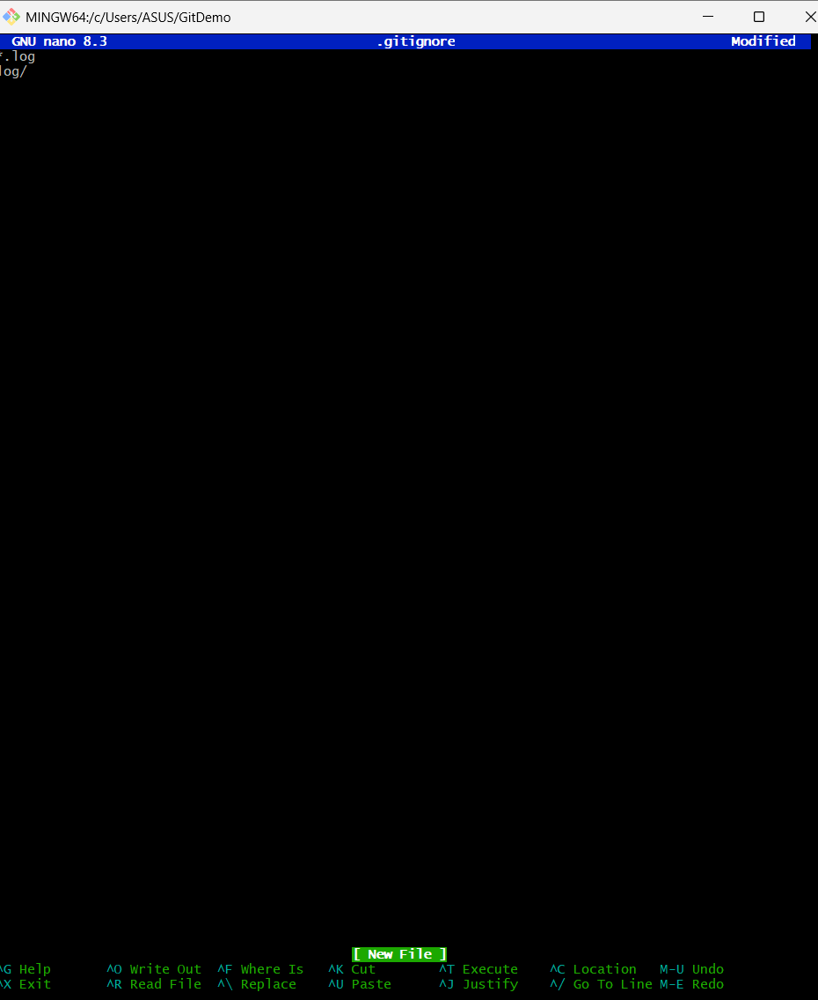 MINGW64:/c/Users/ASUS/GitDemo
GNU nano 8.3 .gitignore Modified
*.log
log/
[ New File ]
^G Help ^O Write Out ^F Where Is ^K Cut ^T Execute ^C Location M-U Undo
^X Exit ^R Read File ^\ Replace ^U Paste ^J Justify ^/ Go To Line M-E Redo